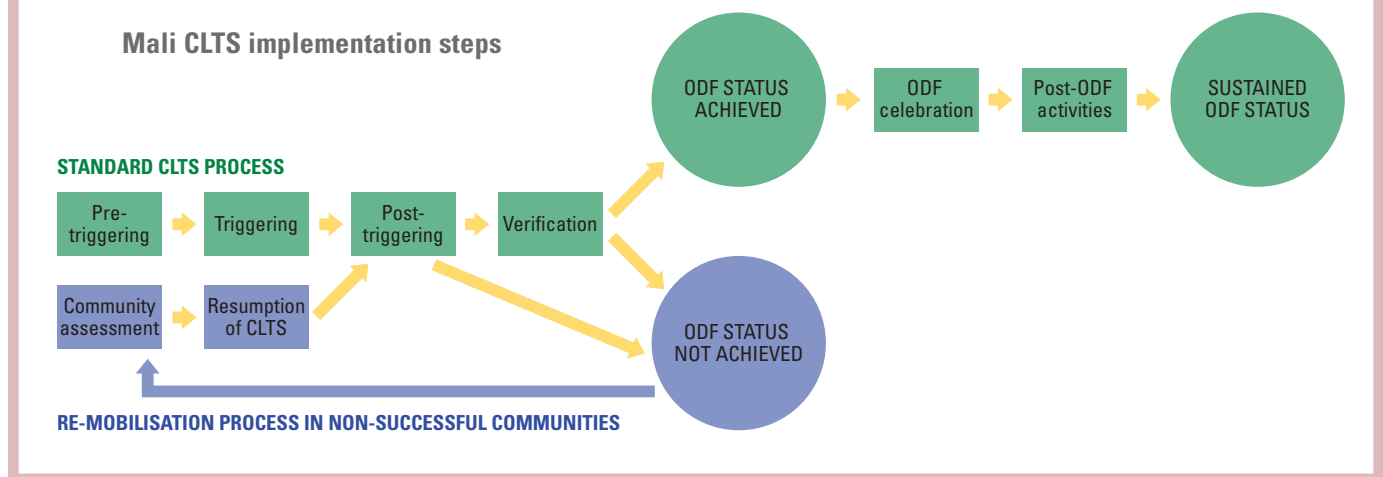 Mali CLTS implementation steps
ODF STATUS
ACHIEVED
ODF
celebration
Post-ODF
activities
SUSTAINED
ODF STATUS
STANDARD CLTS PROCESS
Pre-
triggering
Triggering
Post-
triggering
Verification
Community
assessment
Resumption
of CLTS
ODF STATUS
NOT ACHIEVED
RE-MOBILISATION PROCESS IN NON-SUCCESSFUL COMMUNITIES